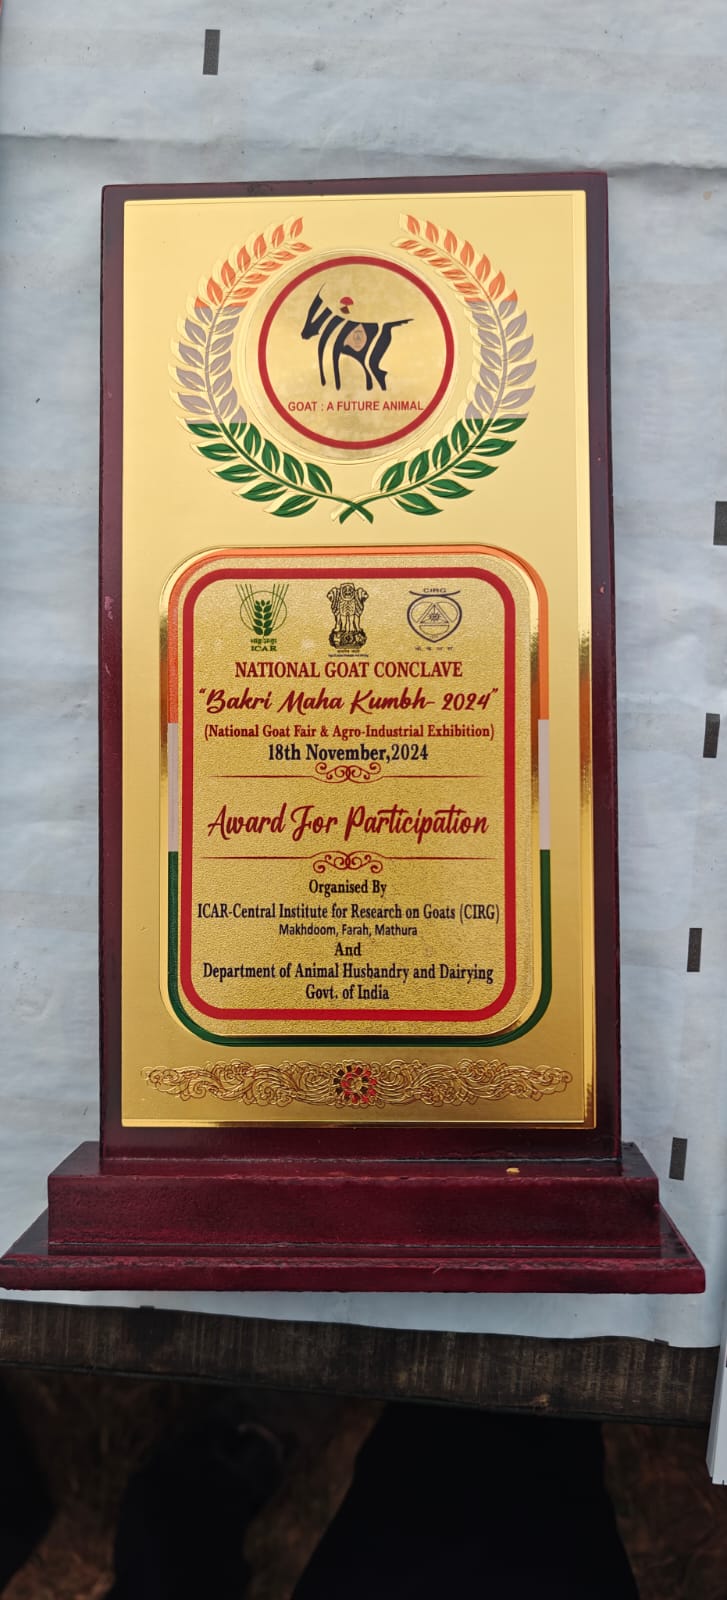 GOAT : A FUTURE ANIMAL
ICAR
CIRG
NATIONAL GOAT CONCLAVE
"Bakri Maha Kumbh- 2024"
(National Goat Fair & Agro-Industrial Exhibition)
18th November,2024
Award For Participation
Organised By
ICAR-Central Institute for Research on Goats (CIRG)
Makhdoom, Farah, Mathura
And
Department of Animal Husbandry and Dairying
Govt. of India